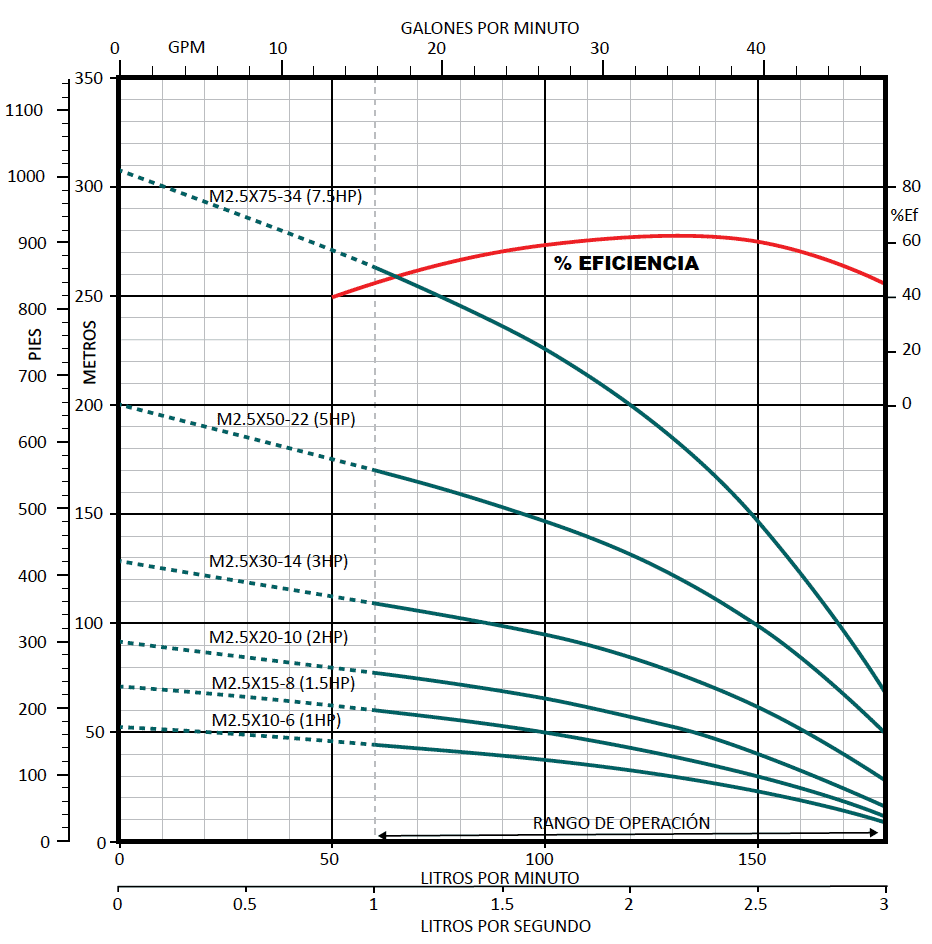 GALONES POR MINUTO
0 GPM 10 20 30 40
350
300
250
200
150
100
50
0
METROS
1100
1000
900
800
700
600
500
400
300
200
100
0
PIES
80
%Ef
60
40
20
0
M2.5X75-34 (7.5HP)
% EFICIENCIA
M2.5X50-22 (5HP)
M2.5X30-14 (3HP)
M2.5X20-10 (2HP)
M2.5X15-8 (1.5HP)
M2.5X10-6 (1HP)
RANGO DE OPERACIÓN
0 50 100 150
LITROS POR MINUTO
0 0.5 1 1.5 2 2.5 3
LITROS POR SEGUNDO